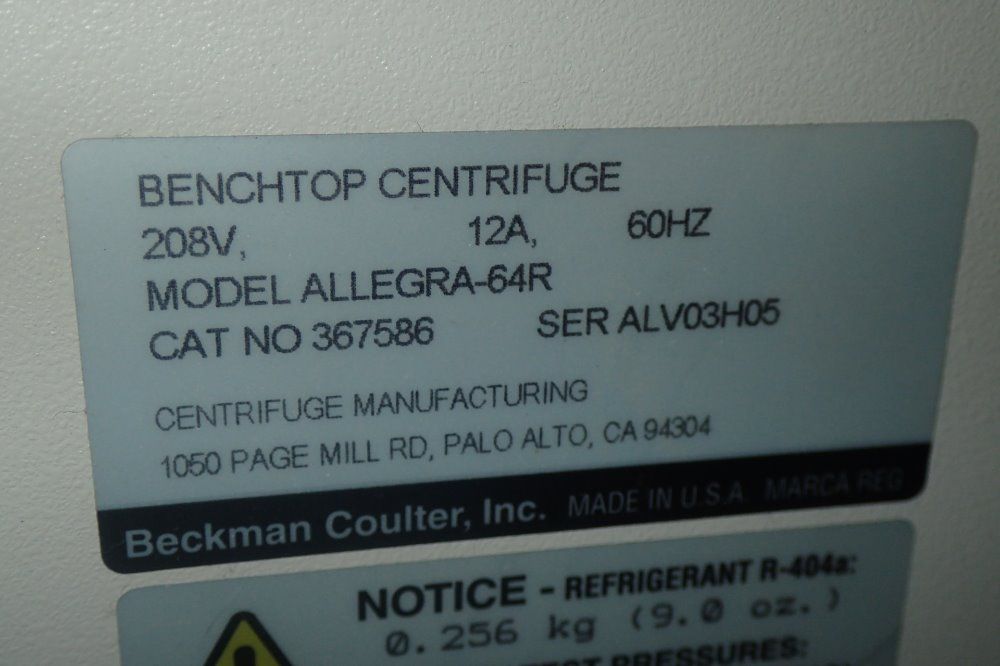 BENCHTOP CENTRIFUGE
208V, 12A, 60HZ
MODEL ALLEGRA-64R
CAT NO 367586 SER ALV03H05
CENTRIFUGE MANUFACTURING
1050 PAGE MILL RD, PALO ALTO, CA 94304
Beckman Coulter, Inc. MADE IN U.S.A. MARCA REG
NOTICE - REFRIGERANT R-404a:
0.256 kg (9.0 oz.)
TEST PRESSURES: